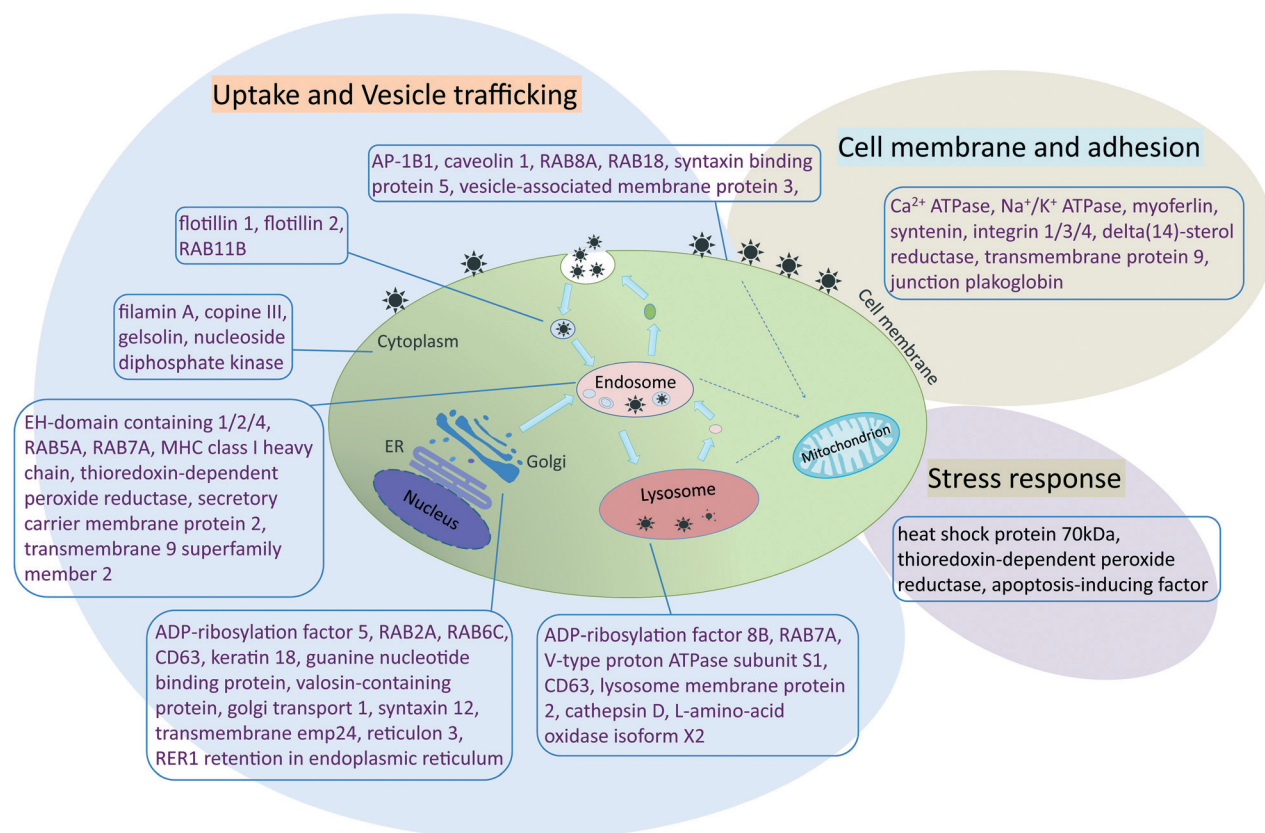 Uptake and Vesicle trafficking
AP-1B1, caveolin 1, RAB8A, RAB18, syntaxin binding
protein 5, vesicle-associated membrane protein 3,
flotillin 1, flotillin 2,
RAB11B
filamin A, copine III,
gelsolin, nucleoside
diphosphate kinase
EH-domain containing 1/2/4,
RAB5A, RAB7A, MHC class I heavy
chain, thioredoxin-dependent
peroxide reductase, secretory
carrier membrane protein 2,
transmembrane 9 superfamily
member 2
ADP-ribosylation factor 5, RAB2A, RAB6C,
CD63, keratin 18, guanine nucleotide
binding protein, valosin-containing
protein, golgi transport 1, syntaxin 12,
transmembrane emp24, reticulon 3,
RER1 retention in endoplasmic reticulum
ADP-ribosylation factor 8B, RAB7A,
V-type proton ATPase subunit S1,
CD63, lysosome membrane protein
2, cathepsin D, L-amino-acid
oxidase isoform X2
Cytoplasm
Endosome
ER
Golgi
Nucleus
Lysosome
Mitochondrion
Cell membrane
Cell membrane and adhesion
Ca²⁺ ATPase, Na⁺/K⁺ ATPase, myoferlin,
syntenin, integrin 1/3/4, delta(14)-sterol
reductase, transmembrane protein 9,
junction plakoglobin
Stress response
heat shock protein 70kDa,
thioredoxin-dependent peroxide
reductase, apoptosis-inducing factor